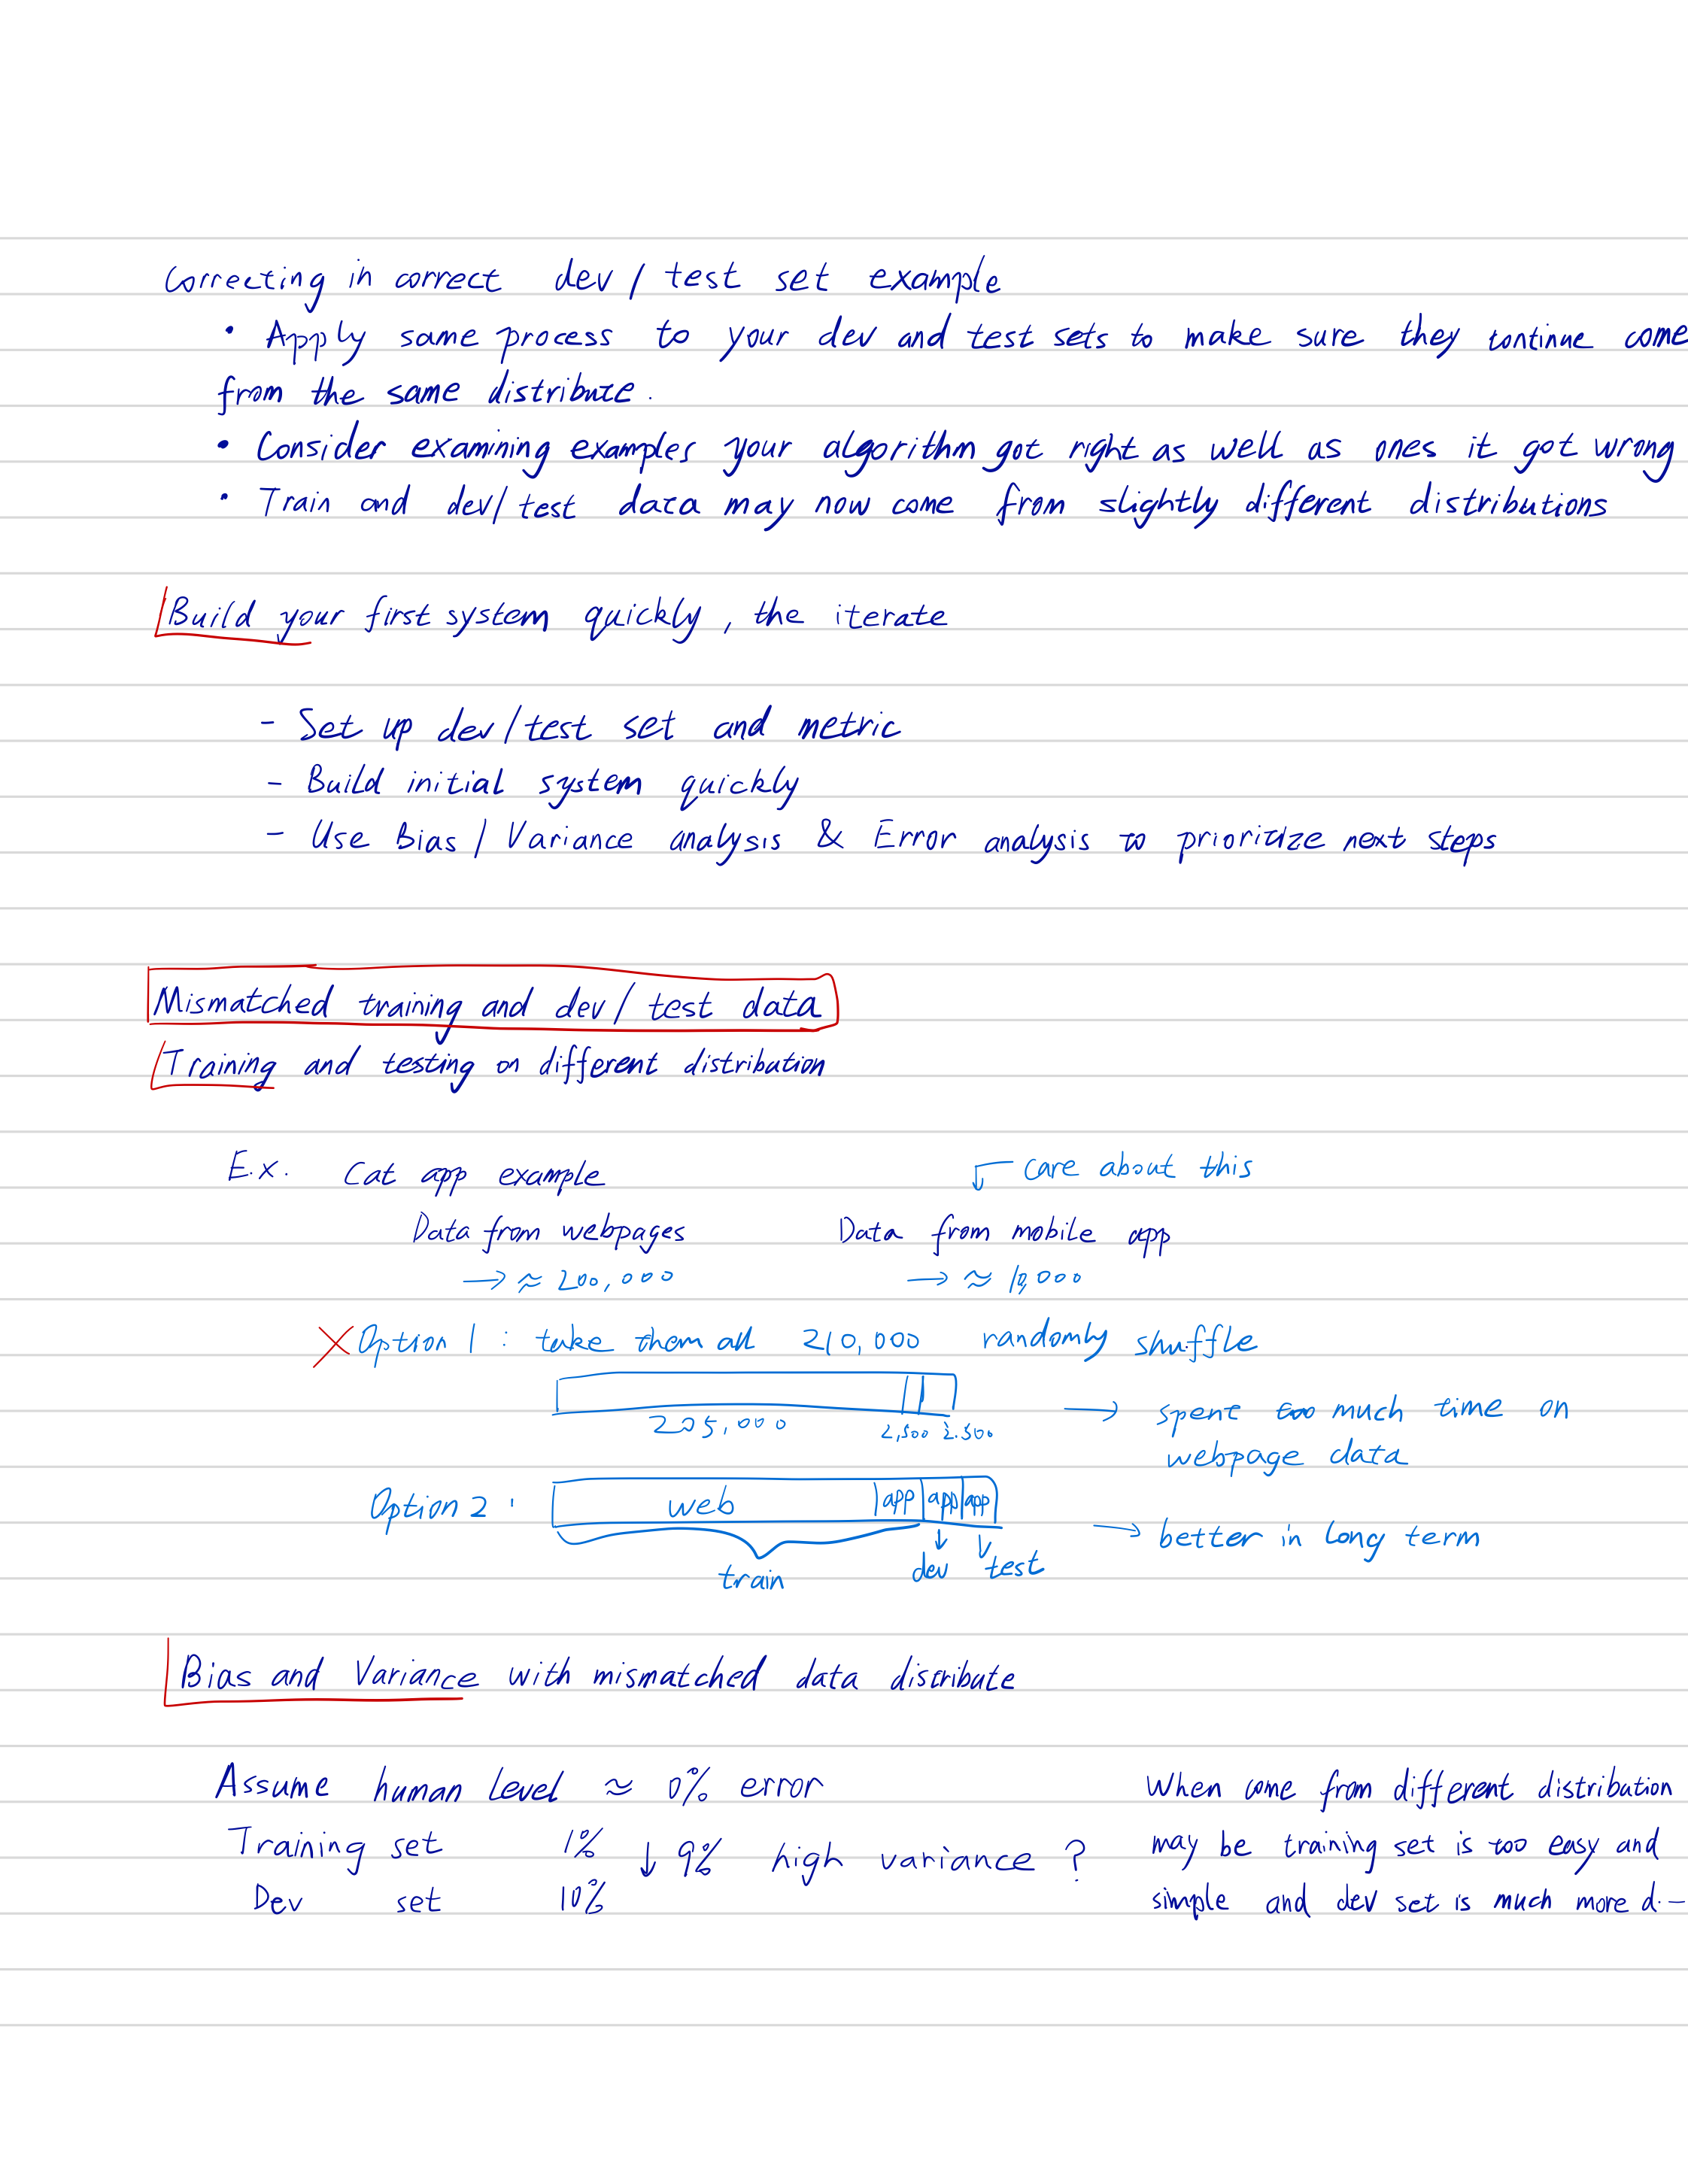 Correcting in correct dev / test set example
• Apply same process to your dev and test sets to make sure they continue come
from the same distribute.
• Consider examining examples your algorithm got right as well as ones it got wrong
• Train and dev/test data may now come from slightly different distributions
Build your first system quickly, the iterate
- Set up dev/test set and metric
- Build initial system quickly
- Use Bias / Variance analysis & Error analysis to prioritize next steps
Mismatched training and dev/ test data
Training and testing on different distribution
E.x. Cat app example
care about this
Data from webpages Data from mobile app
→ ≈ 200,000 → ≈ 10,000
X Option 1 : take them all 210,000 randomly shuffle
205,000 2,500 2.500
→ spent too much time on
webpage data
Option 2 : web app app app
→ better in long term
train dev test
Bias and Variance with mismatched data distribute
Assume human level ≈ 0% error
Training set 1%
↓ 9% high variance ?
Dev set 10%
When come from different distribution
may be training set is too easy and
simple and dev set is much more d.—